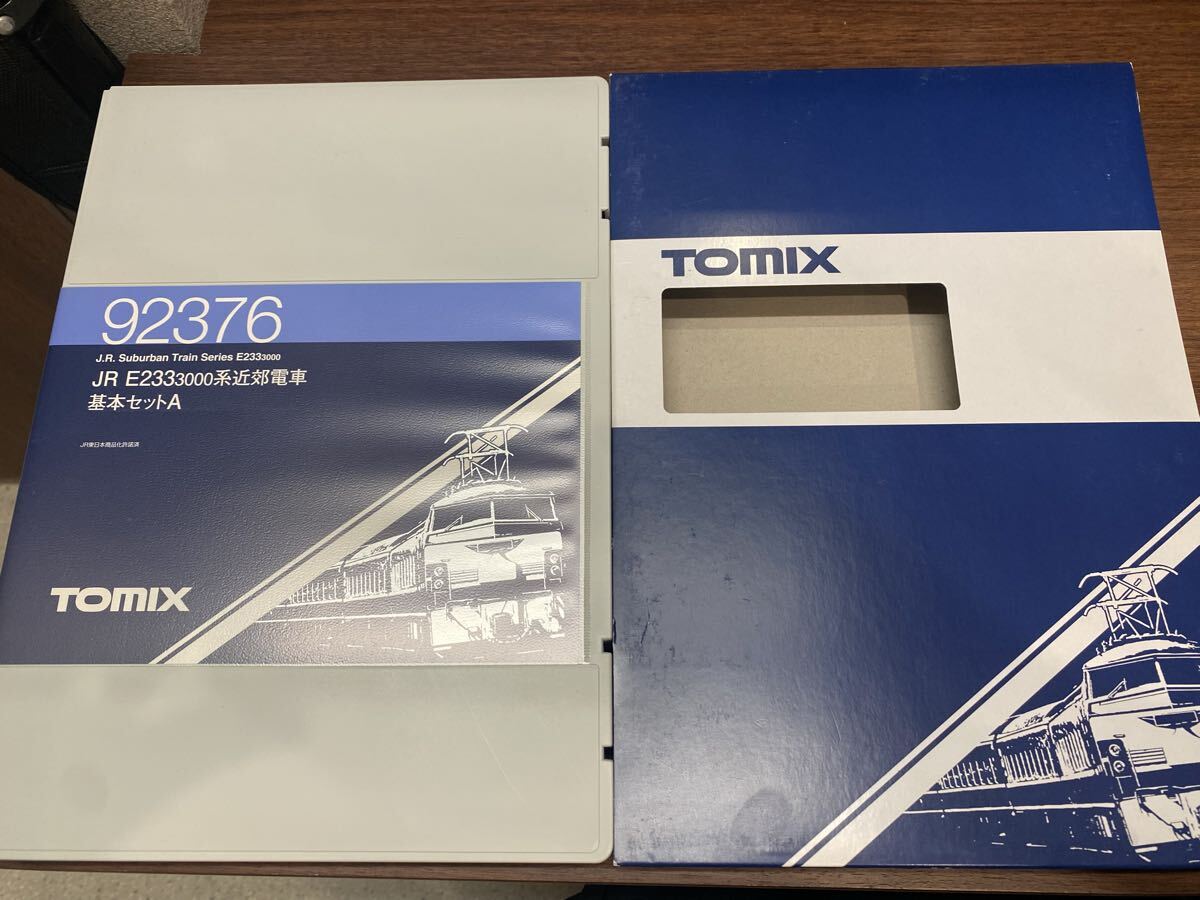 92376
J.R. Suburban Train Series E2333000
JR E2333000系近郊電車
基本セットA
JR東日本商品化許諾済
TOMIX
TOMIX